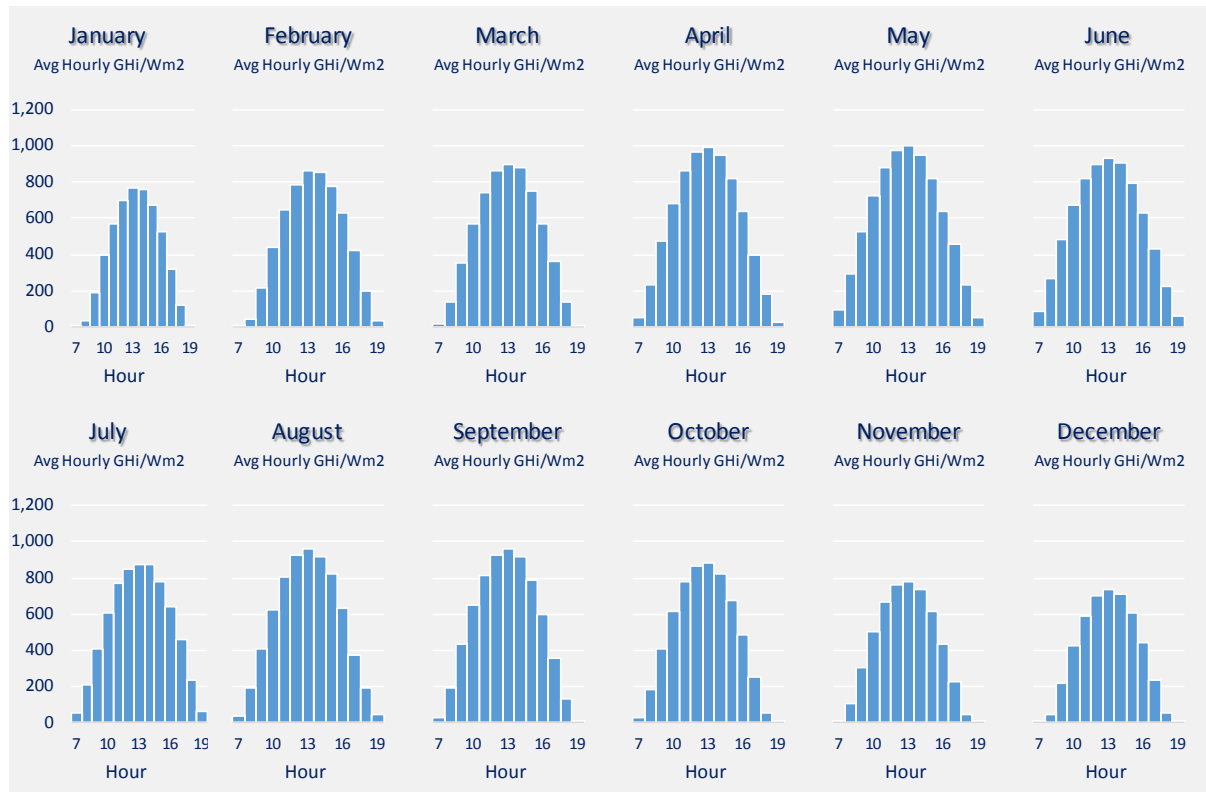 January February March April May June
Avg Hourly GHi/Wm2 Avg Hourly GHi/Wm2 Avg Hourly GHi/Wm2 Avg Hourly GHi/Wm2 Avg Hourly GHi/Wm2 Avg Hourly GHi/Wm2
1,200
1,000
800
600
400
200
0
7 10 13 16 19 7 10 13 16 19 7 10 13 16 19 7 10 13 16 19 7 10 13 16 19 7 10 13 16 19
Hour Hour Hour Hour Hour Hour
July August September October November December
Avg Hourly GHi/Wm2 Avg Hourly GHi/Wm2 Avg Hourly GHi/Wm2 Avg Hourly GHi/Wm2 Avg Hourly GHi/Wm2 Avg Hourly GHi/Wm2
1,200
1,000
800
600
400
200
0
7 10 13 16 19 7 10 13 16 19 7 10 13 16 19 7 10 13 16 19 7 10 13 16 19 7 10 13 16 19
Hour Hour Hour Hour Hour Hour